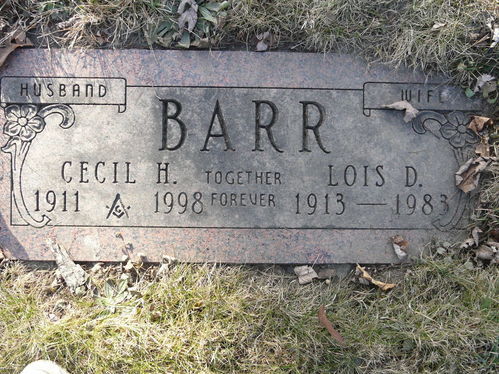 HUSBAND WIFE
BARR
CECIL H. TOGETHER LOIS D.
1911 1998 FOREVER 1913 — 1983